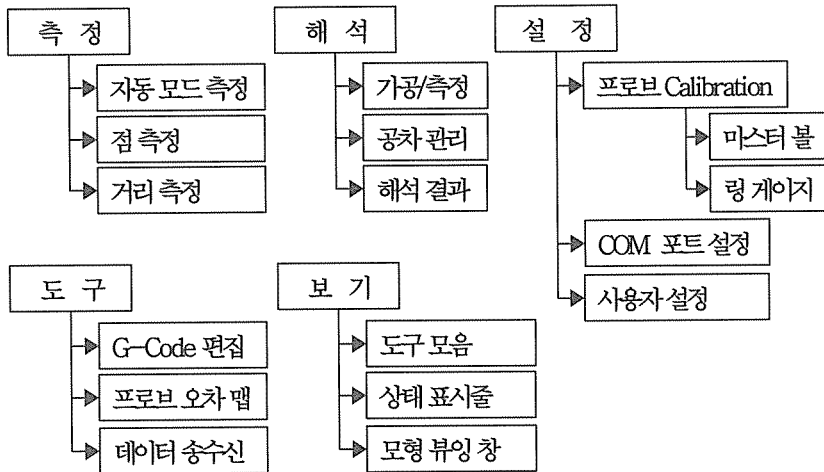 측 정
자동 모드 측정
점 측정
거리 측정
해 석
가공/측정
공차 관리
해석 결과
설 정
프로브 Calibration
마스터 볼
링 게이지
COM 포트 설정
사용자 설정
도 구
G-Code 편집
프로브 오차 맵
데이터 송수신
보 기
도구 모음
상태 표시줄
모형 뷰잉 창